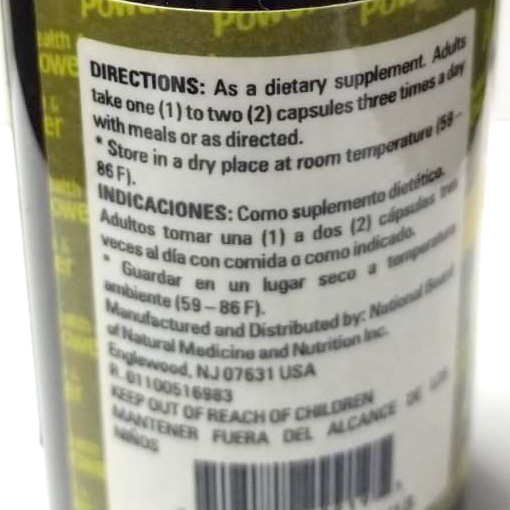 POWER
DIRECTIONS: As a dietary supplement. Adults
take one (1) to two (2) capsules three times a day
with meals or as directed.
* Store in a dry place at room temperature (59 –
86 F).
INDICACIONES: Como suplemento dietético.
Adultos tomar una (1) a dos (2) cápsulas tres
veces al día con comida o como indicado.
* Guardar en un lugar seco a temperatura
ambiente (59 – 86 F).
Manufactured and Distributed by: National Board
of Natural Medicine and Nutrition Inc.
Englewood, NJ 07631 USA
R. 01100516983
KEEP OUT OF REACH OF CHILDREN
MANTENER FUERA DEL ALCANCE DE LOS
NIÑOS